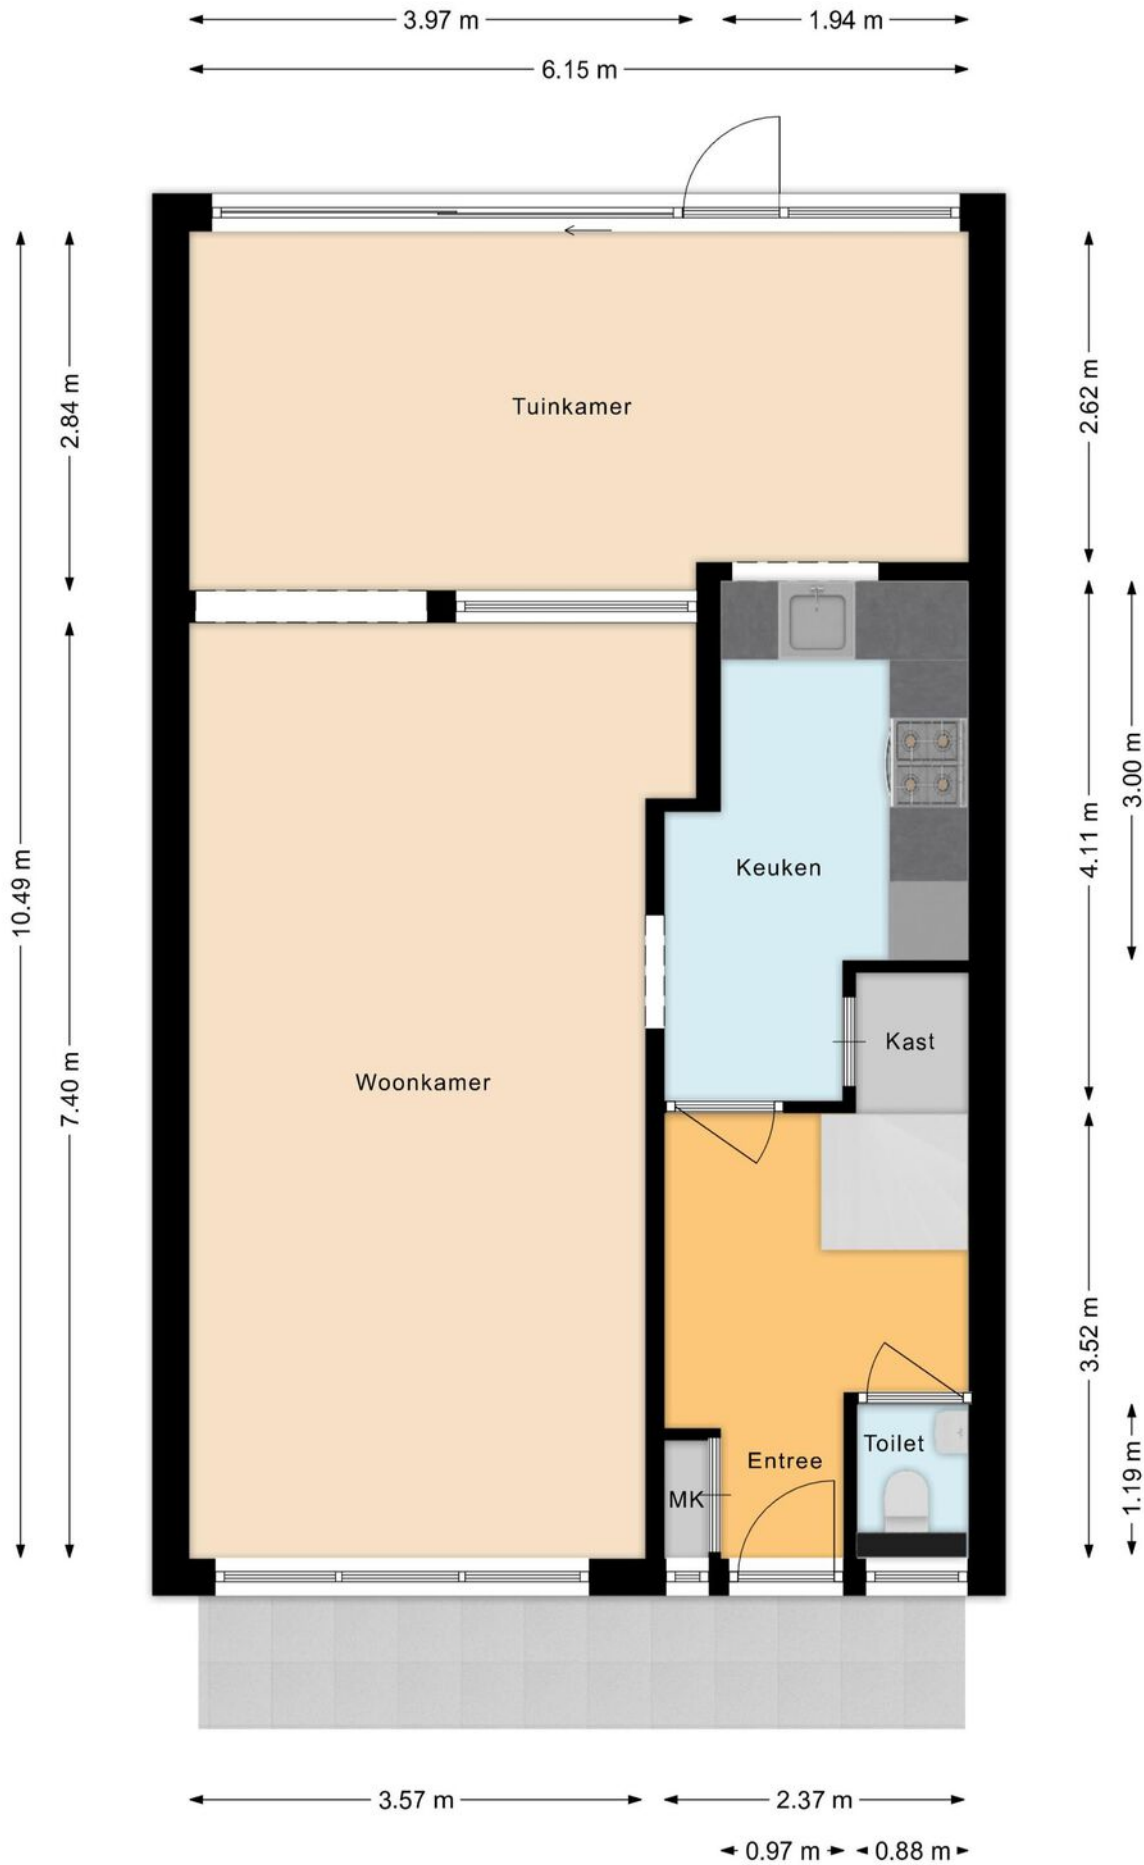 3.97 m
1.94 m
6.15 m
2.84 m
2.62 m
Tuinkamer
3.00 m
4.11 m
Keuken
10.49 m
Kast
Woonkamer
7.40 m
3.52 m
Toilet
Entree
MK
1.19 m
3.57 m
2.37 m
0.97 m
0.88 m